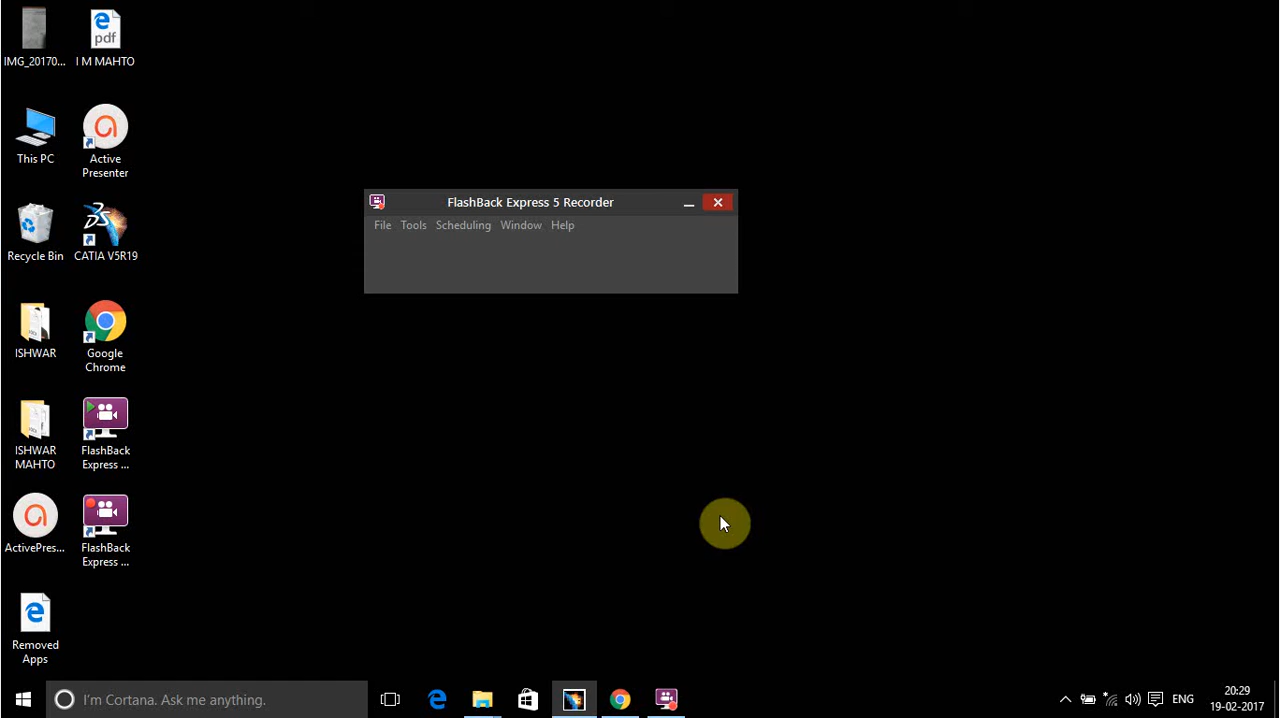 IMG_20170...
I M MAHTO
pdf
This PC
Active
Presenter
Recycle Bin
CATIA V5R19
ISHWAR
Google
Chrome
ISHWAR
MAHTO
FlashBack
Express ...
ActivePres...
FlashBack
Express ...
Removed
Apps
FlashBack Express 5 Recorder
File Tools Scheduling Window Help
I'm Cortana. Ask me anything.
ENG
20:29
19-02-2017